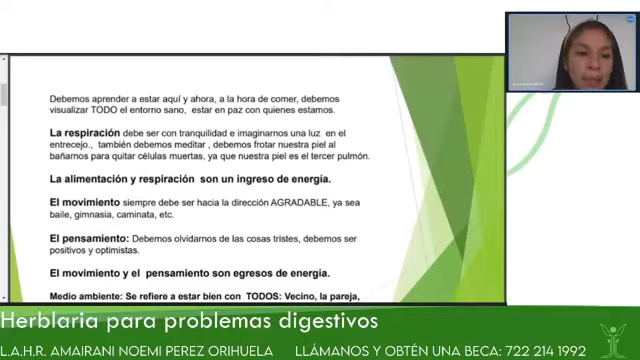 Debemos aprender a estar aquí y ahora, a la hora de comer, debemos
visualizar TODO el entorno sano, estar en paz con quienes estamos.
La respiración debe ser con tranquilidad e imaginarnos una luz en el
entrecejo., también debemos meditar , debemos frotar nuestra piel al
bañarnos para quitar células muertas, ya que nuestra piel es el tercer pulmón.
La alimentación y respiración son un ingreso de energía.
El movimiento siempre debe ser hacia la dirección AGRADABLE, ya sea
baile, gimnasia, caminata, etc.
El pensamiento: Debemos olvidarnos de las cosas tristes, debemos ser
positivos y optimistas.
El movimiento y el pensamiento son egresos de energía.
Medio ambiente: Se refiere a estar bien con TODOS: Vecino, la pareja,
Herblaria para problemas digestivos
L.A.H.R. AMAIRANI NOEMI PEREZ ORIHUELA LLÁMANOS Y OBTÉN UNA BECA: 722 214 1992